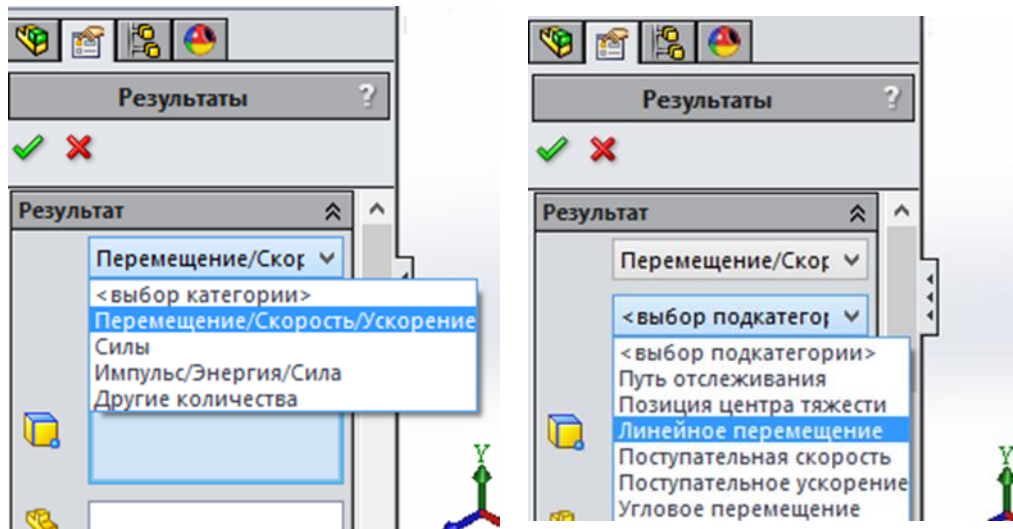 Результаты ?
Результат
Перемещение/Скор
<выбор категории>
Перемещение/Скорость/Ускорение
Силы
Импульс/Энергия/Сила
Другие количества
Y
Результаты ?
Результат
Перемещение/Скор
<выбор подкатегор
<выбор подкатегории>
Путь отслеживания
Позиция центра тяжести
Линейное перемещение
Поступательная скорость
Поступательное ускорение
Угловое перемещение
Y